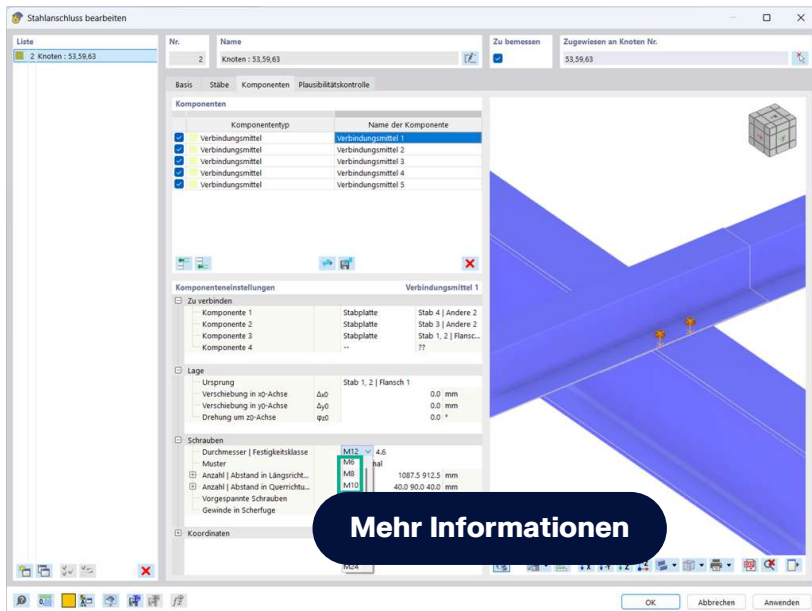 Stahlanschluss bearbeiten
Liste
2 Knoten : 53,59,63
Nr.
2
Name
Knoten : 53,59,63
Zu bemessen
Zugewiesen an Knoten Nr.
53,59,63
Basis Stäbe Komponenten Plausibilitätskontrolle
Komponenten
Komponententyp Name der Komponente
Verbindungsmittel Verbindungsmittel 1
Verbindungsmittel Verbindungsmittel 2
Verbindungsmittel Verbindungsmittel 3
Verbindungsmittel Verbindungsmittel 4
Verbindungsmittel Verbindungsmittel 5
Komponenteneinstellungen Verbindungsmittel 1
Zu verbinden
Komponente 1 Stabplatte Stab 4 | Andere 2
Komponente 2 Stabplatte Stab 3 | Andere 2
Komponente 3 Stabplatte Stab 1, 2 | Flansc...
Komponente 4 -- ??
Lage
Ursprung Stab 1, 2 | Flansch 1
Verschiebung in x0-Achse Δx0 0.0 mm
Verschiebung in y0-Achse Δy0 0.0 mm
Drehung um z0-Achse φz0 0.0 °
Schrauben
Durchmesser | Festigkeitsklasse M12 4.6
Muster M6 nal
Anzahl | Abstand in Längsricht... M8 1087.5 912.5 mm
Anzahl | Abstand in Querrichtu... M10 40.0 90.0 40.0 mm
Vorgespannte Schrauben
Gewinde in Scherfuge
Koordinaten
M24
Mehr Informationen
OK Abbrechen Anwenden